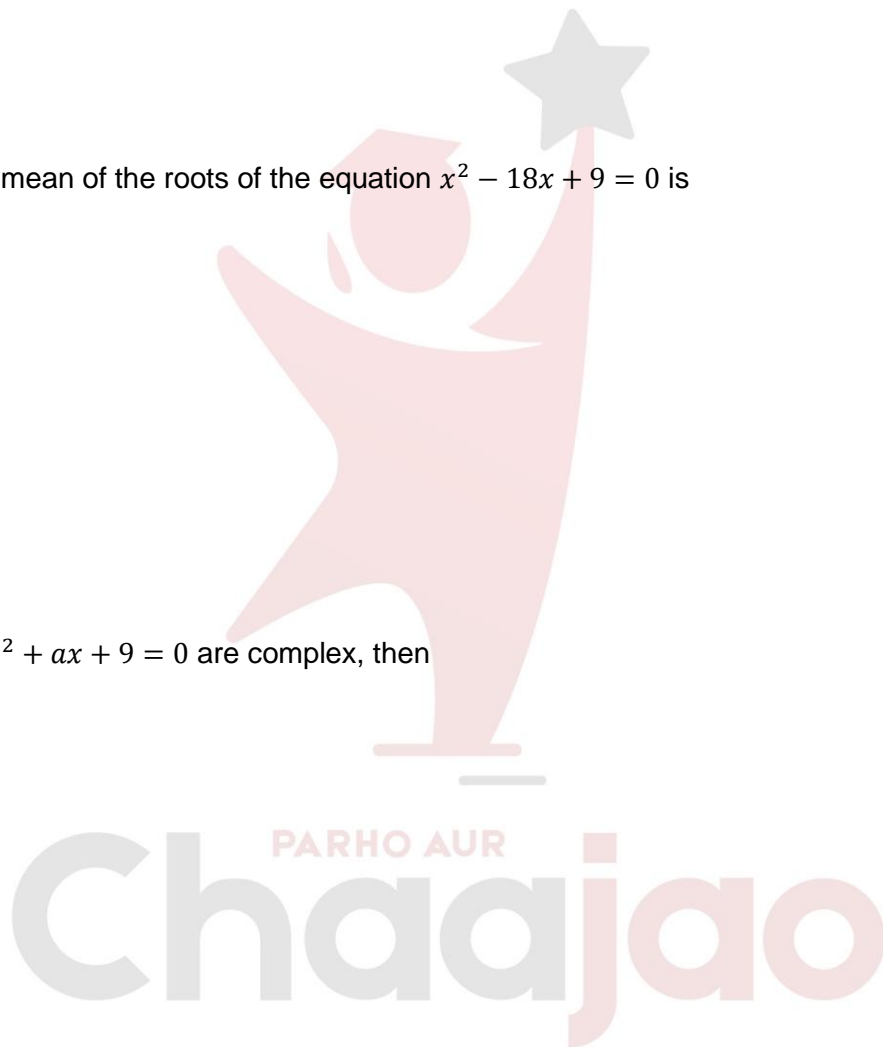 mean of the roots of the equation 𝑥² − 18𝑥 + 9 = 0 is
² + 𝑎𝑥 + 9 = 0 are complex, then
PARHO AUR
Chaajao